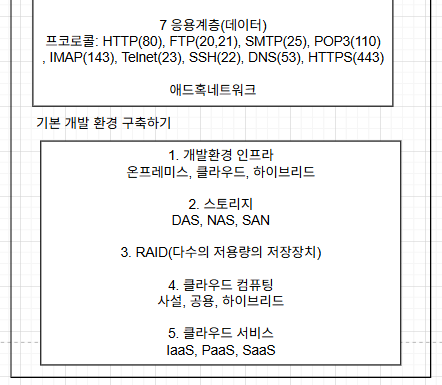 7 응용계층(데이터)
프코로콜: HTTP(80), FTP(20,21), SMTP(25), POP3(110)
, IMAP(143), Telnet(23), SSH(22), DNS(53), HTTPS(443)
애드혹네트워크
기본 개발 환경 구축하기
1. 개발환경 인프라
온프레미스, 클라우드, 하이브리드
2. 스토리지
DAS, NAS, SAN
3. RAID(다수의 저용량의 저장장치)
4. 클라우드 컴퓨팅
사설, 공용, 하이브리드
5. 클라우드 서비스
IaaS, PaaS, SaaS